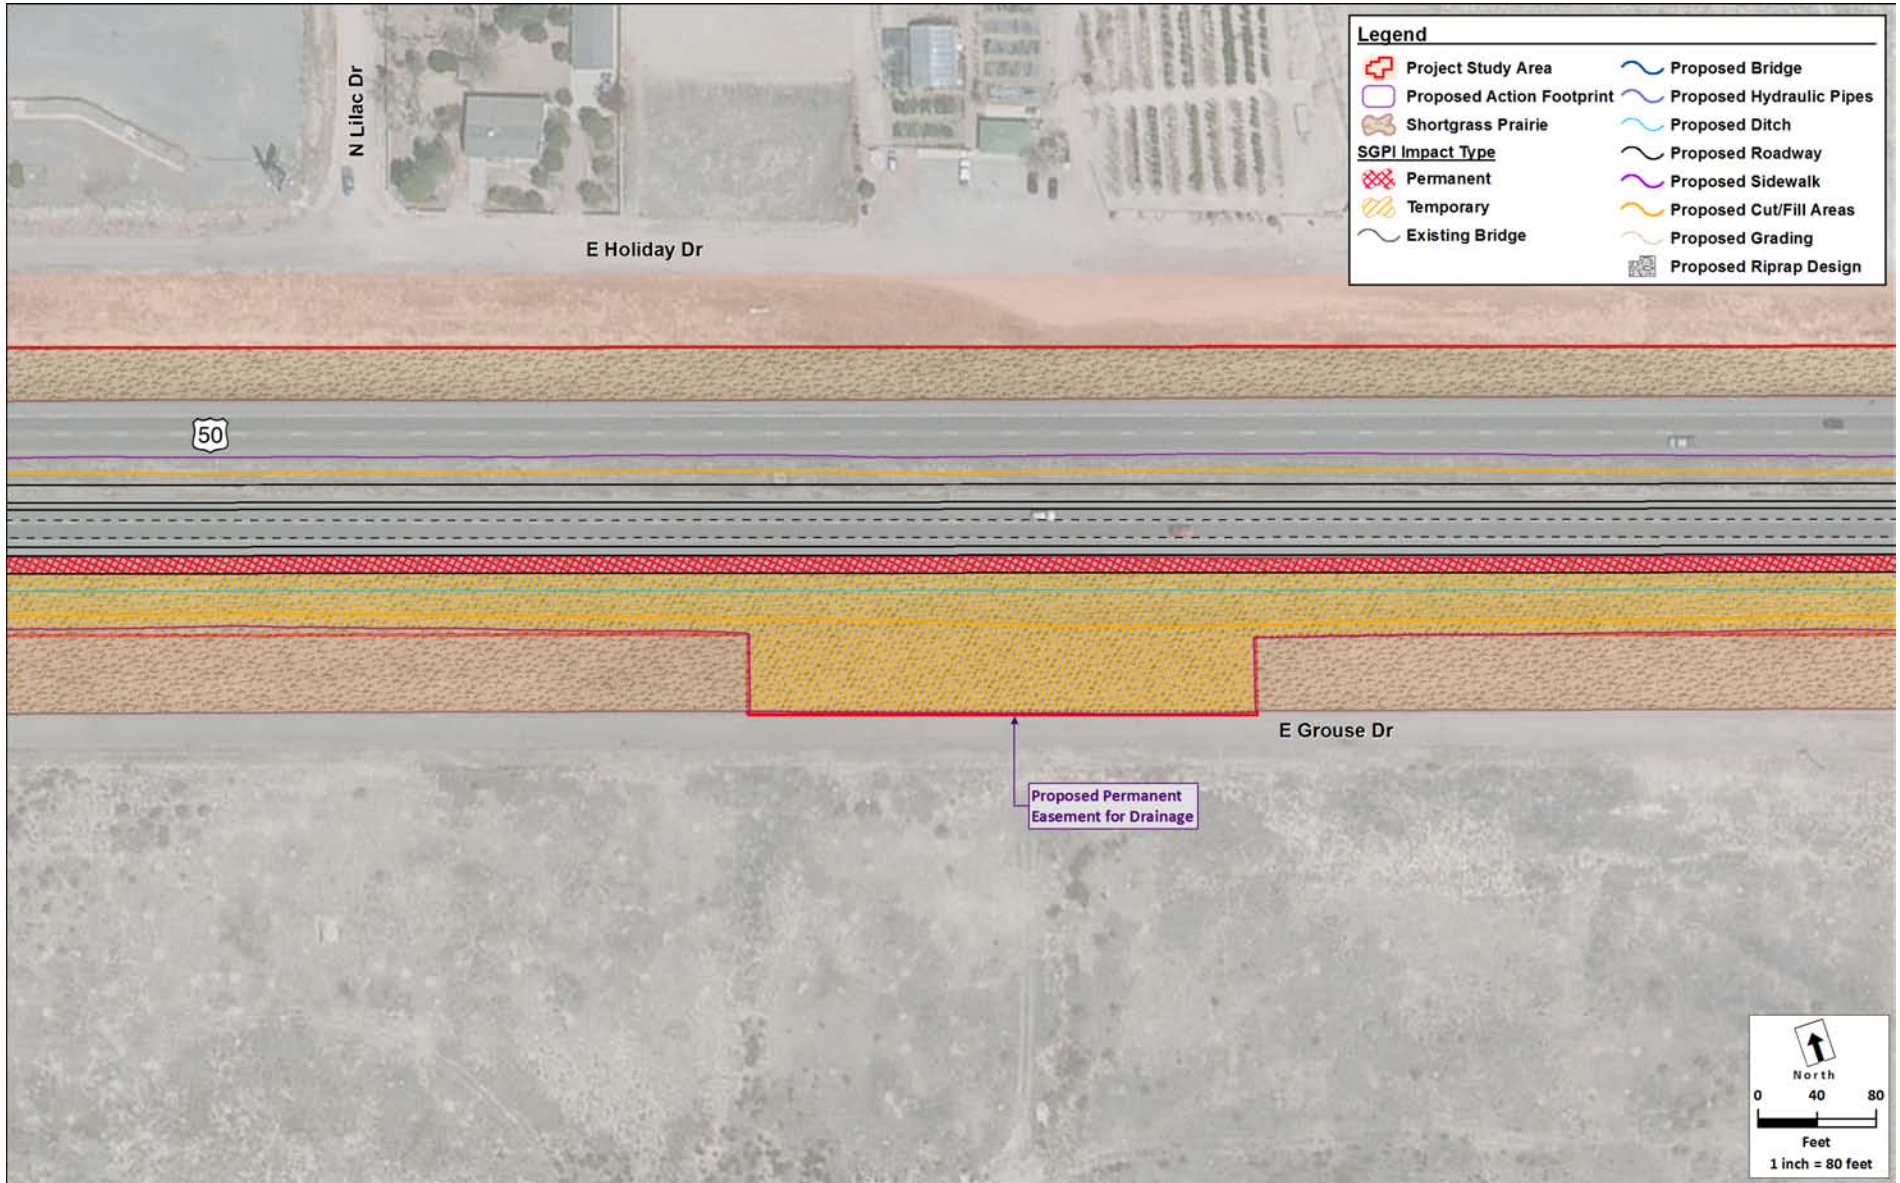 Legend
Project Study Area
Proposed Action Footprint
Shortgrass Prairie
SGPI Impact Type
Permanent
Temporary
Existing Bridge
Proposed Bridge
Proposed Hydraulic Pipes
Proposed Ditch
Proposed Roadway
Proposed Sidewalk
Proposed Cut/Fill Areas
Proposed Grading
Proposed Riprap Design
N Lilac Dr
E Holiday Dr
50
E Grouse Dr
Proposed Permanent
Easement for Drainage
North
0 40 80
Feet
1 inch = 80 feet